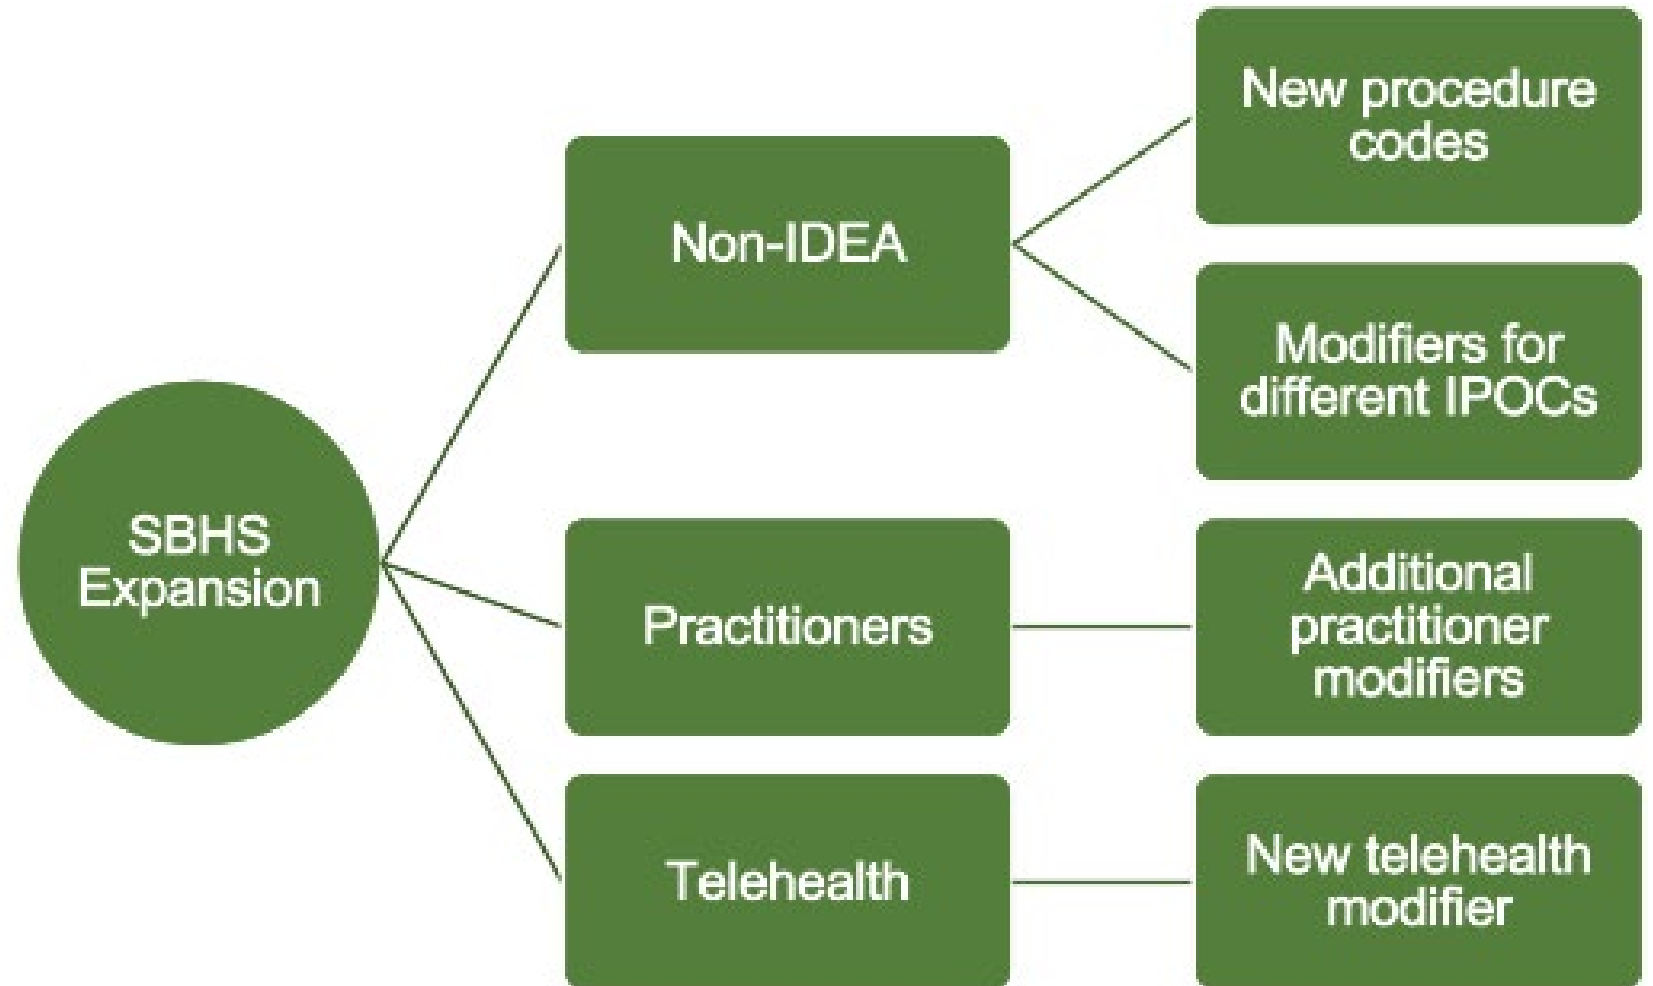 SBHS
Expansion
Non-IDEA
New procedure
codes
Modifiers for
different IPOCs
Practitioners
Additional
practitioner
modifiers
Telehealth
New telehealth
modifier